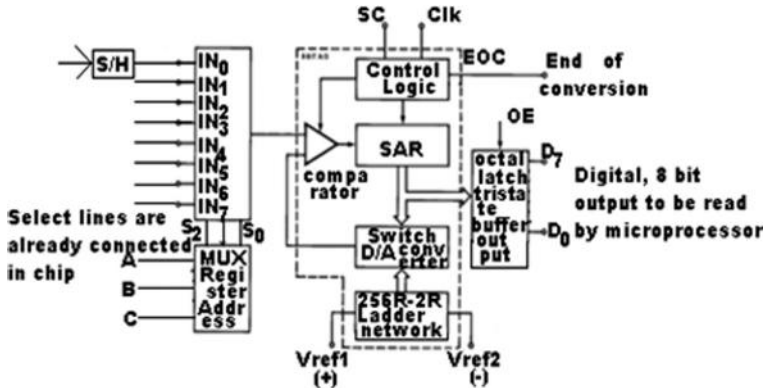 SC Clk
S/H
IN0
IN1
IN2
IN3
IN4
IN5
IN6
IN7
Control
Logic
EOC
End of
conversion
compa
rator
SAR
OE
octal
latch
trista
te
buffer
out
put
D7
D0
Digital, 8 bit
output to be read
by microprocessor
Select lines are
already connected
in chip
S2 S0
A
B
C
MUX
Regi
ster
Addr
ess
Switch
D/A conv
erter
256R-2R
Ladder
network
Vref1
(+)
Vref2
(-)